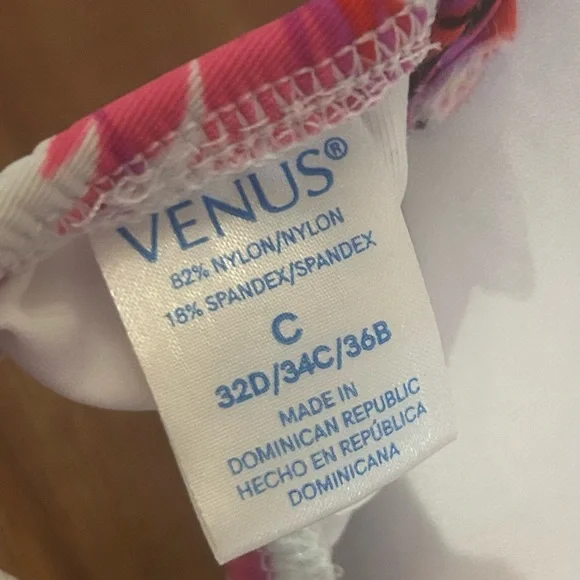 VENUS®
82% NYLON/NYLON
18% SPANDEX/SPANDEX
C
32D/34C/36B
MADE IN
DOMINICAN REPUBLIC
HECHO EN REPÚBLICA
DOMINICANA